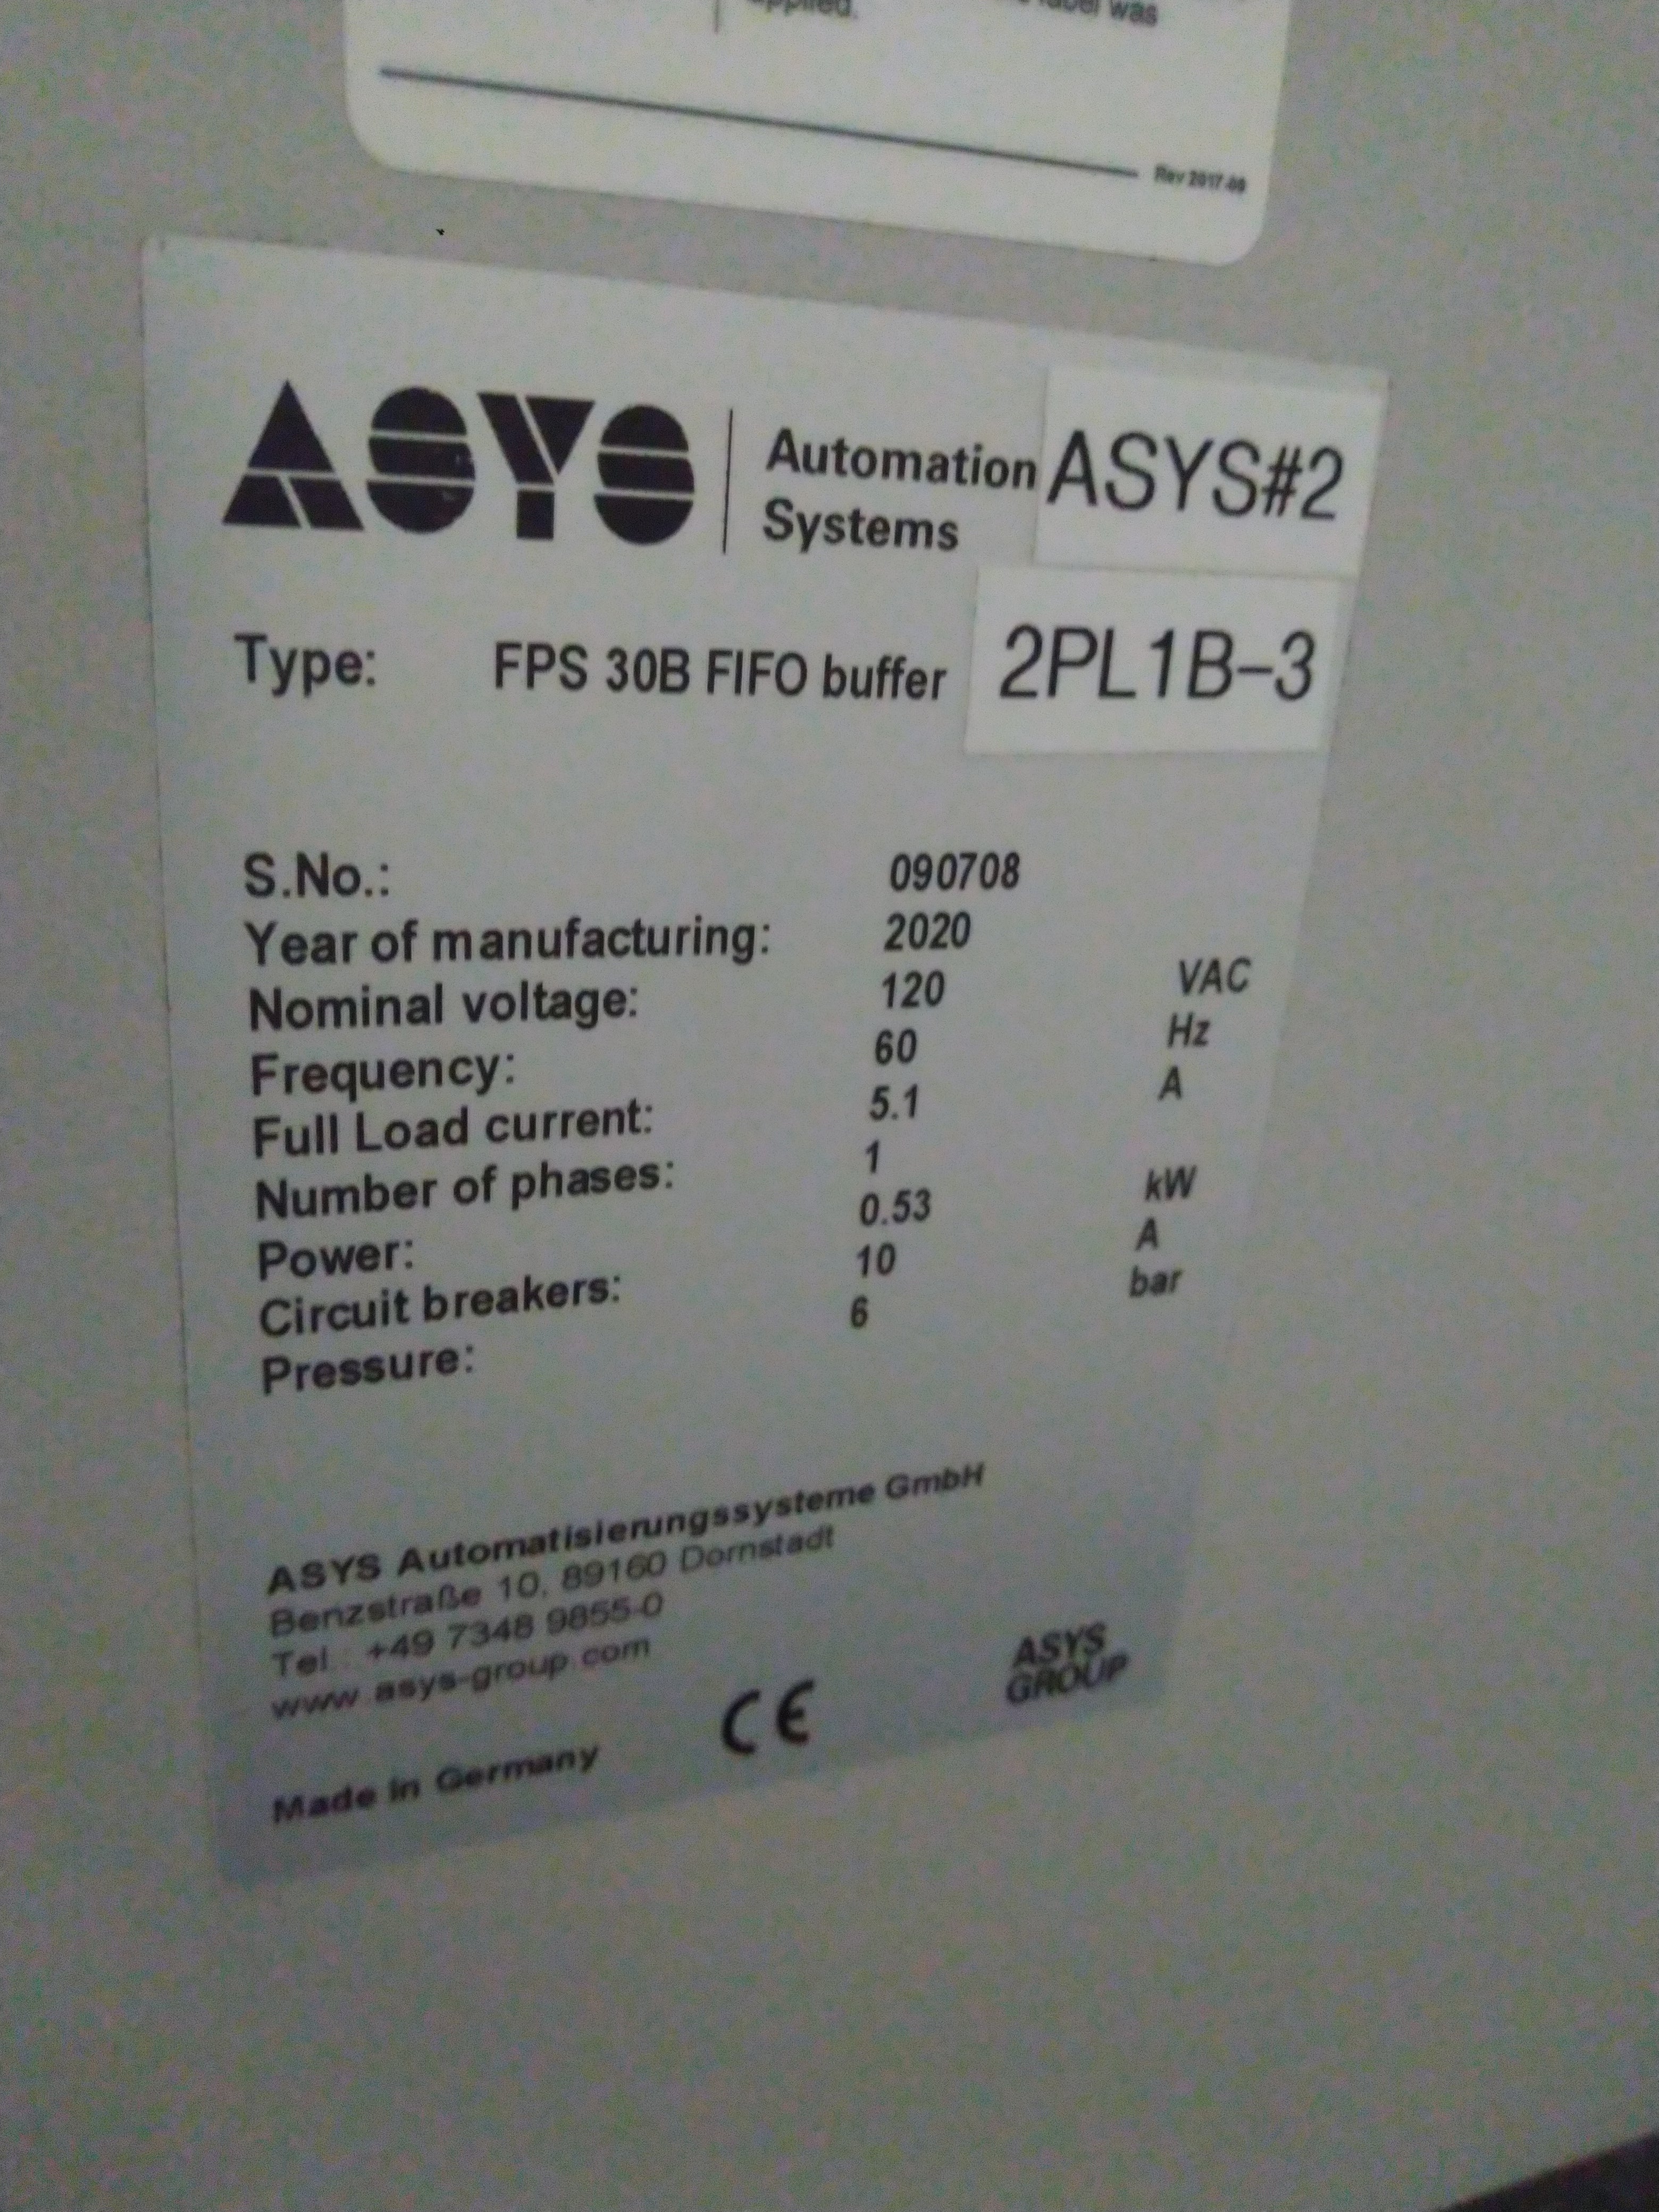 label was
Rev 2017-09
ASYS Automation Systems
ASYS#2
Type: FPS 30B FIFO buffer
2PL1B-3
S.No.: 090708
Year of manufacturing: 2020
Nominal voltage: 120 VAC
Frequency: 60 Hz
Full Load current: 5.1 A
Number of phases: 1
Power: 0.53 kW
Circuit breakers: 10 A
Pressure: 6 bar
ASYS Automatisierungssysteme GmbH
Benzstraße 10, 89160 Dornstadt
Tel.: +49 7348 9855-0
www.asys-group.com
Made in Germany
CE
ASYS
GROUP